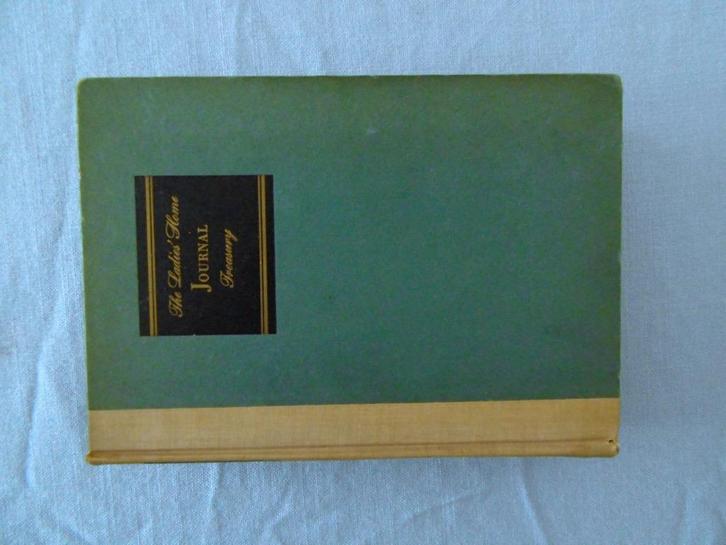 The Ladies' Home
JOURNAL
Treasury